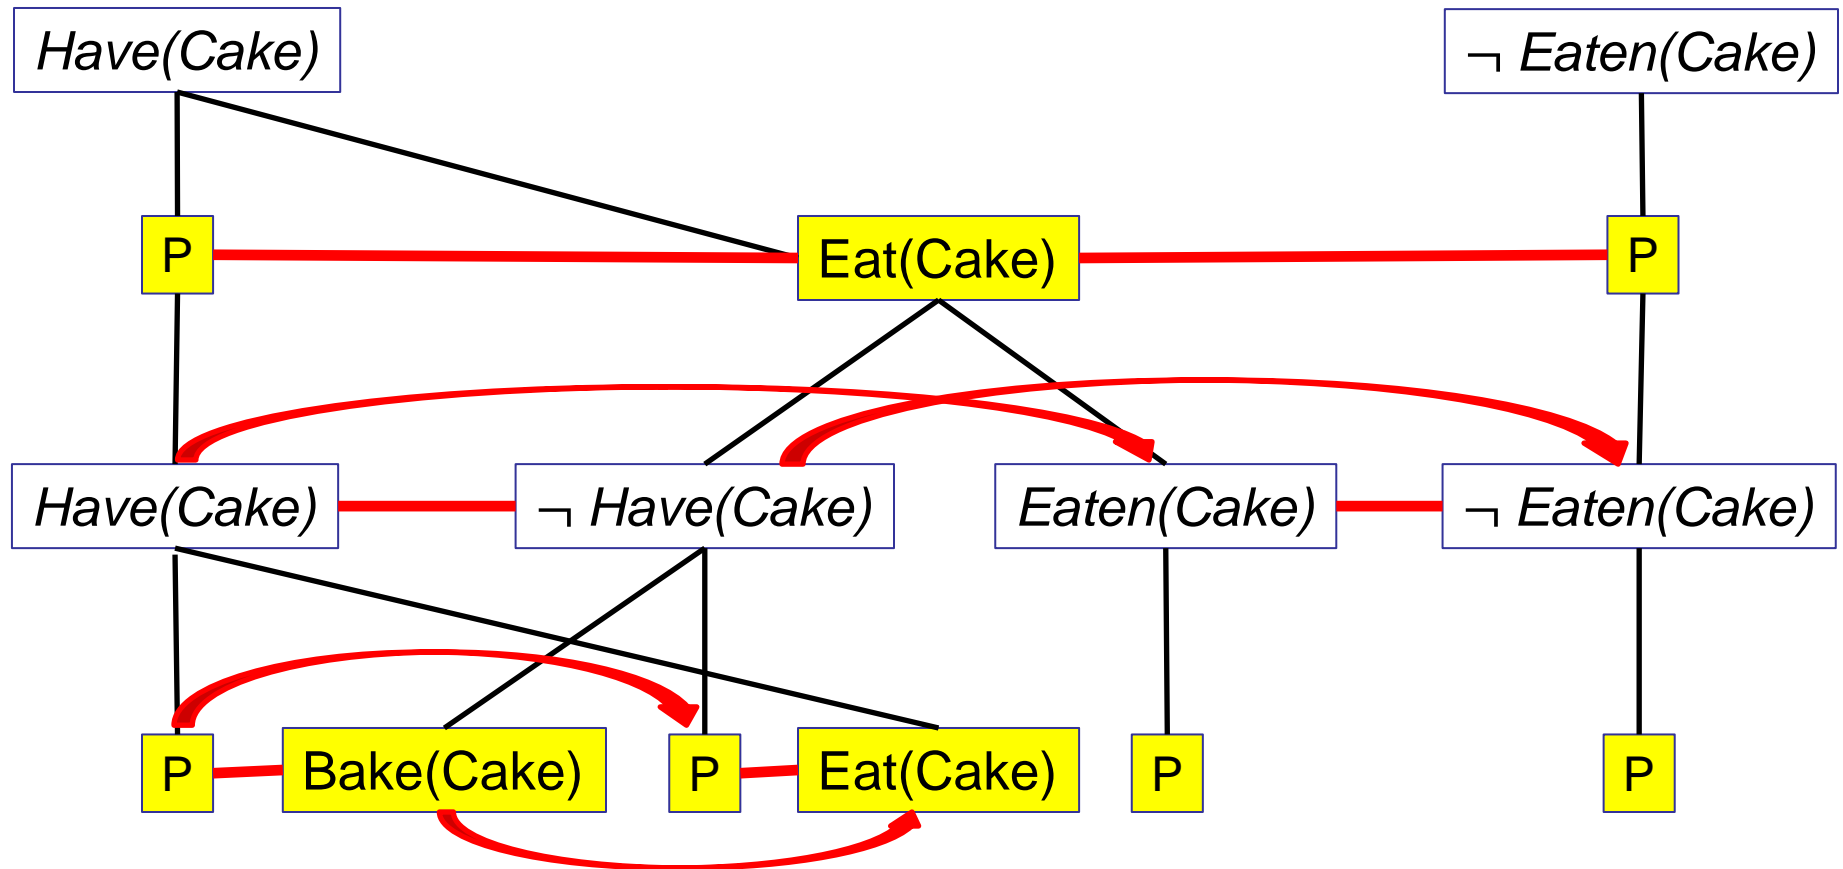 Have(Cake)
¬ Eaten(Cake)
P
Eat(Cake)
P
Have(Cake)
¬ Have(Cake)
Eaten(Cake)
¬ Eaten(Cake)
P
Bake(Cake)
P
Eat(Cake)
P
P